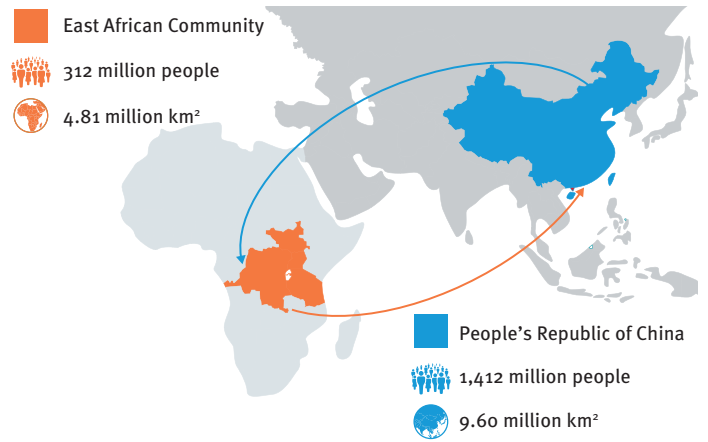 East African Community
312 million people
4.81 million km²
People’s Republic of China
1,412 million people
9.60 million km²